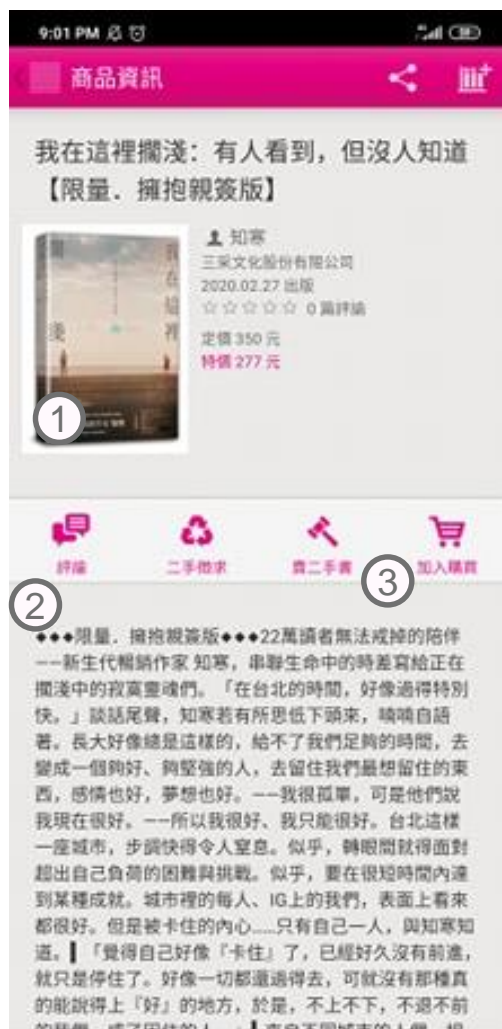 9:01 PM
商品資訊
我在這裡擱淺：有人看到，但沒人知道
【限量．擁抱親簽版】
知寒
三采文化股份有限公司
2020.02.27 出版
☆☆☆☆☆ 0 篇評論
定價 350 元
特價 277 元
我在這裡
擱淺
1
評論
二手徵求
賣二手書
加入購買
3
2
◆◆◆限量．擁抱親簽版◆◆◆22萬讀者無法戒掉的陪伴
——新生代暢銷作家 知寒，串聯生命中的時差寫給正在
擱淺中的寂寞靈魂們。「在台北的時間，好像過得特別
快。」談話尾聲，知寒若有所思低下頭來，喃喃自語
著。長大好像總是這樣的，給不了我們足夠的時間，去
變成一個夠好、夠堅強的人，去留住我們最想留住的東
西，感情也好，夢想也好。——我很孤單，可是他們說
我現在很好。——所以我很好、我只能很好。台北這樣
一座城市，步調快得令人窒息。似乎，轉眼間就得面對
超出自己負荷的困難與挑戰。似乎，要在很短時間內達
到某種成就。城市裡的每人、IG上的我們，表面上看來
都很好。但是被卡住的內心……只有自己一人，與知寒知
道。▌「覺得自己好像『卡住』了，已經好久沒有前進，
就只是停住了。好像一切都還過得去，可就沒有那種真
的能說得上『好』的地方，於是，不上不下，不退不前